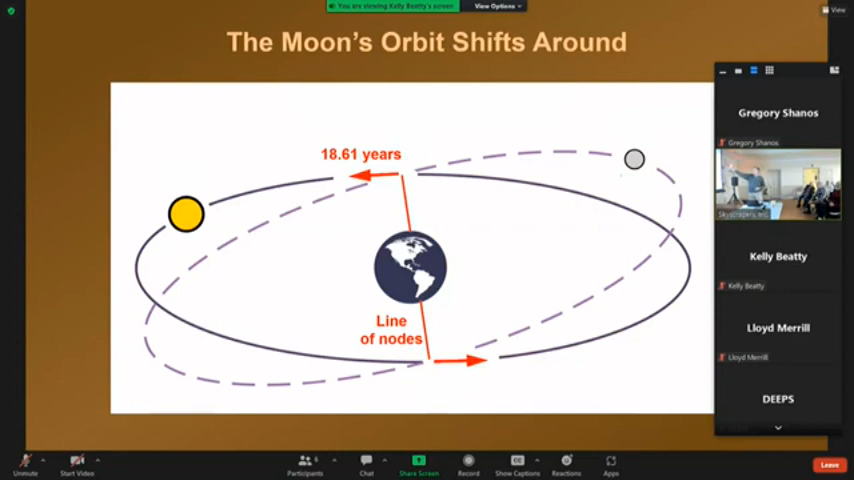 You are viewing Kelly Beatty's screen
View Options
View
The Moon's Orbit Shifts Around
18.61 years
Line
of nodes
Gregory Shanos
Gregory Shanos
Skyscrapers, Inc.
Kelly Beatty
Kelly Beatty
Lloyd Merrill
Lloyd Merrill
DEEPS
Unmute
Start Video
Participants
6
Chat
Share Screen
Record
CC
Show Captions
Reactions
Apps
Leave